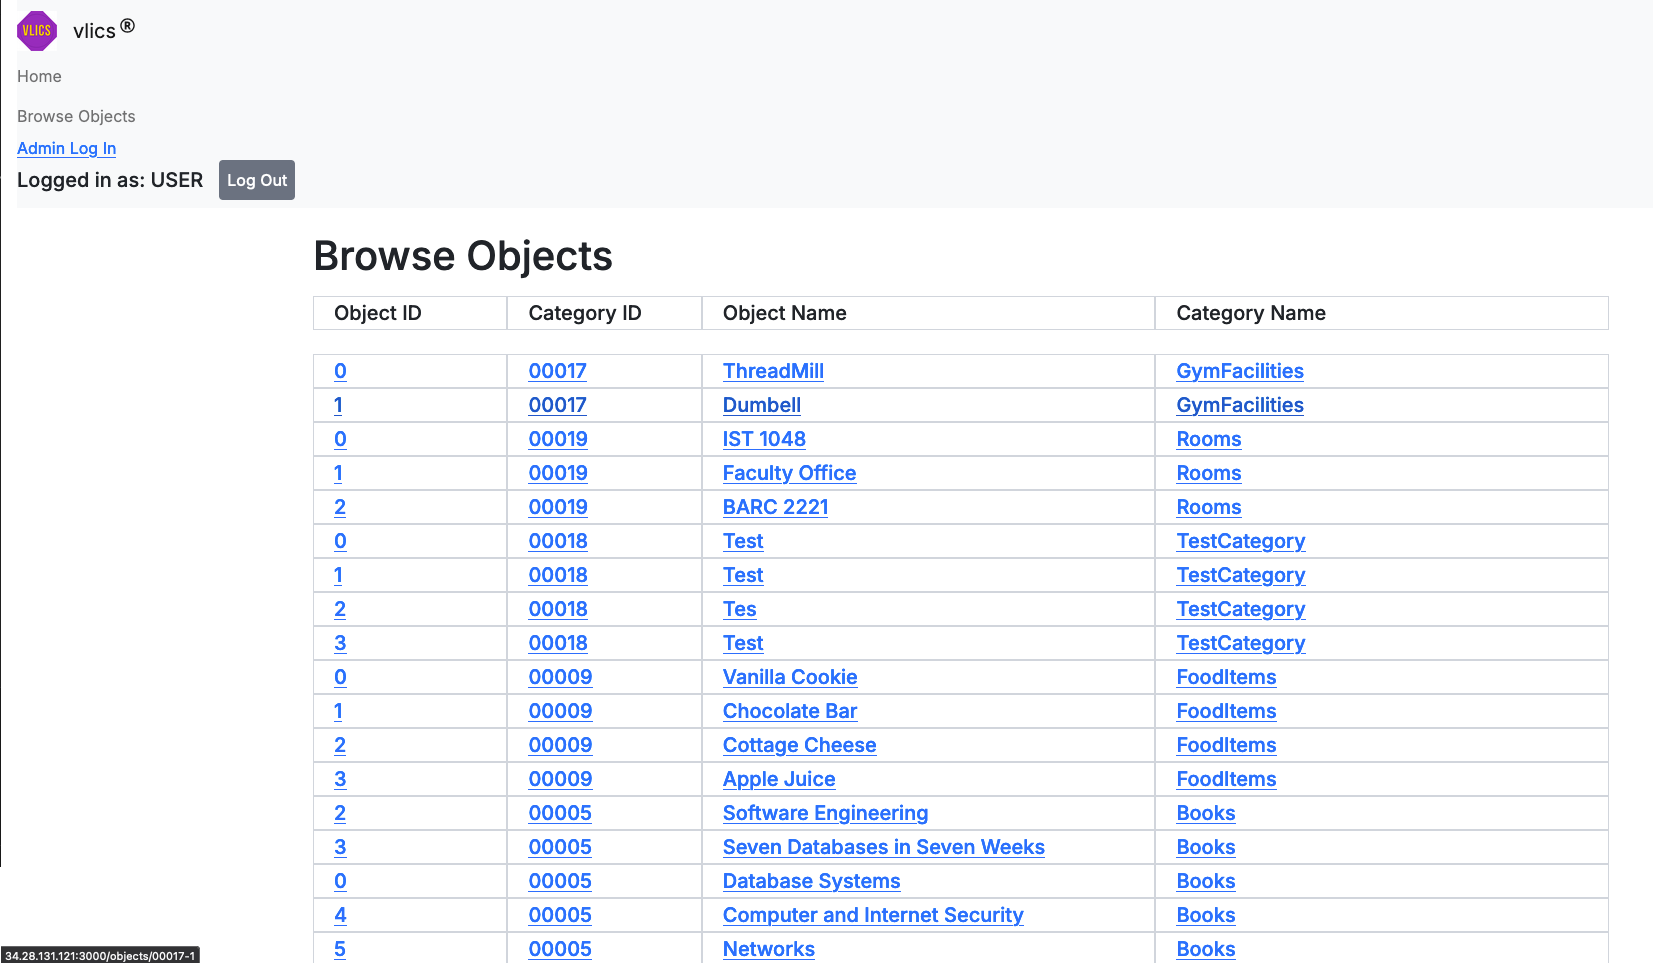 VLICS vlics ®
Home
Browse Objects
Admin Log In
Logged in as: USER Log Out
Browse Objects
Object ID Category ID Object Name Category Name
0 00017 ThreadMill GymFacilities
1 00017 Dumbell GymFacilities
0 00019 IST 1048 Rooms
1 00019 Faculty Office Rooms
2 00019 BARC 2221 Rooms
0 00018 Test TestCategory
1 00018 Test TestCategory
2 00018 Tes TestCategory
3 00018 Test TestCategory
0 00009 Vanilla Cookie FoodItems
1 00009 Chocolate Bar FoodItems
2 00009 Cottage Cheese FoodItems
3 00009 Apple Juice FoodItems
2 00005 Software Engineering Books
3 00005 Seven Databases in Seven Weeks Books
0 00005 Database Systems Books
4 00005 Computer and Internet Security Books
5 00005 Networks Books
34.28.131.121:3000/objects/00017-1